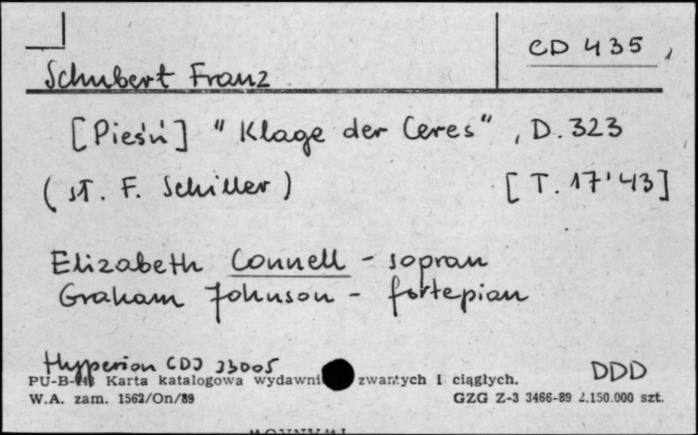 CD 435
Schubert Franz
[Pieśń] "Klage der Ceres", D. 323
(sł. F. Schiller) [T. 17'43]
Elizabeth Connell - sopran
Graham Johnson - fortepian
Hyperion CDJ 33005 DDD
Karta katalogowa zwartych i ciągłych.
W.A. zam. 1562/On/89 GZG Z-3 3466-89 2.150.000 szt.